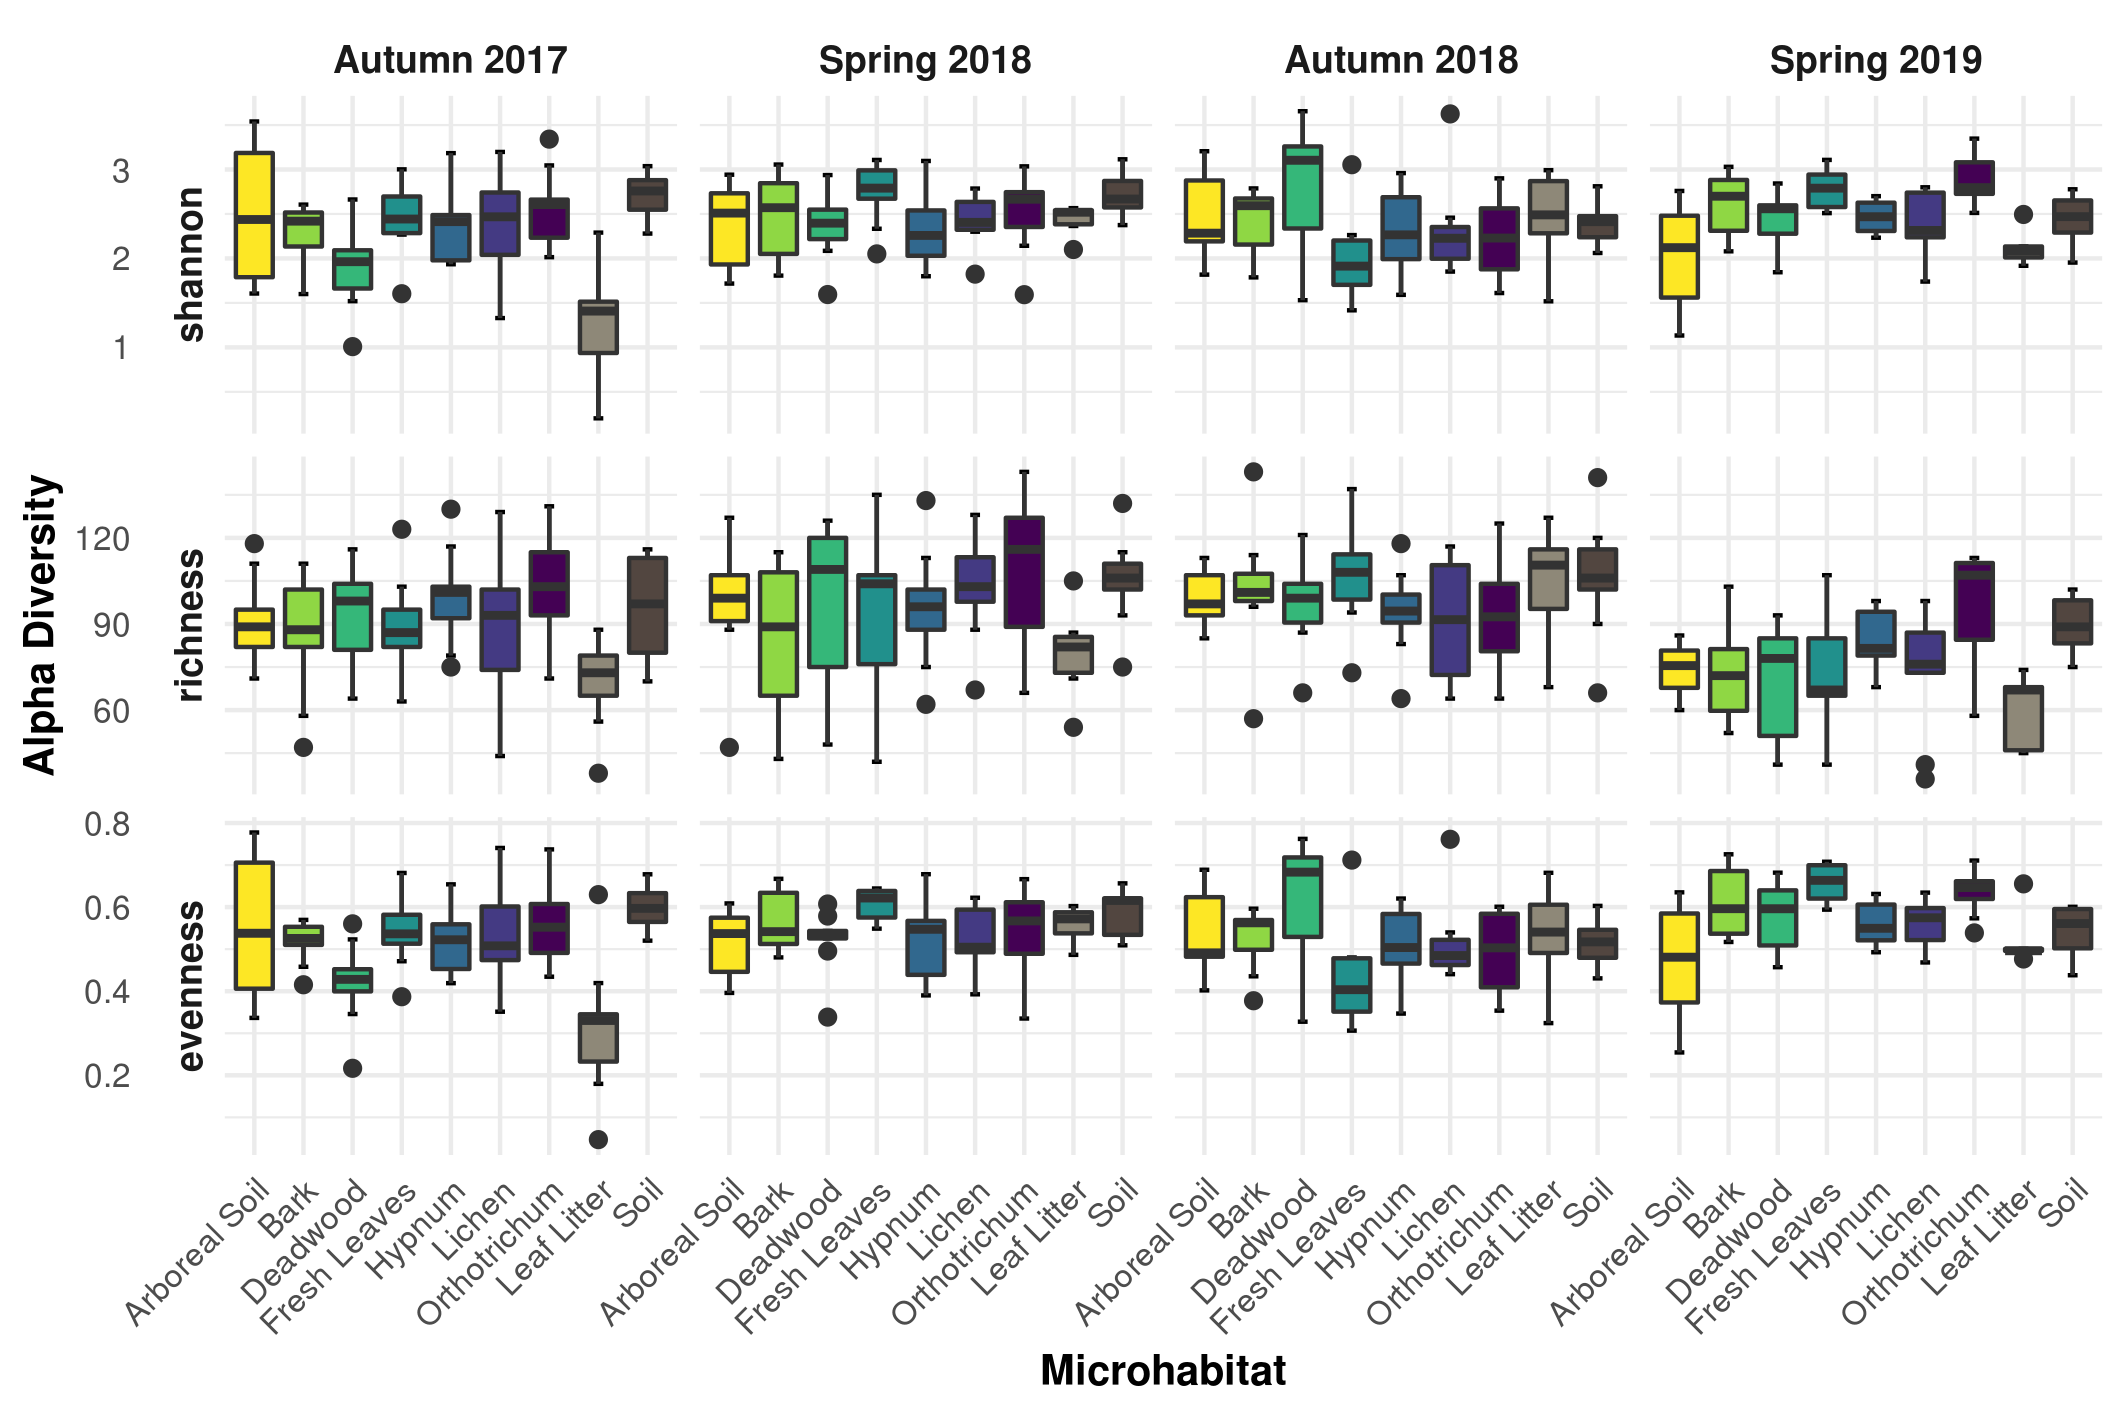 Autumn 2017 Spring 2018 Autumn 2018 Spring 2019
Alpha Diversity
shannon
3
2
1
richness
120
90
60
evenness
0.8
0.6
0.4
0.2
Arboreal Soil Bark Deadwood Fresh Leaves Hypnum Lichen Orthotrichum Leaf Litter Soil
Arboreal Soil Bark Deadwood Fresh Leaves Hypnum Lichen Orthotrichum Leaf Litter Soil
Arboreal Soil Bark Deadwood Fresh Leaves Hypnum Lichen Orthotrichum Leaf Litter Soil
Arboreal Soil Bark Deadwood Fresh Leaves Hypnum Lichen Orthotrichum Leaf Litter Soil
Microhabitat